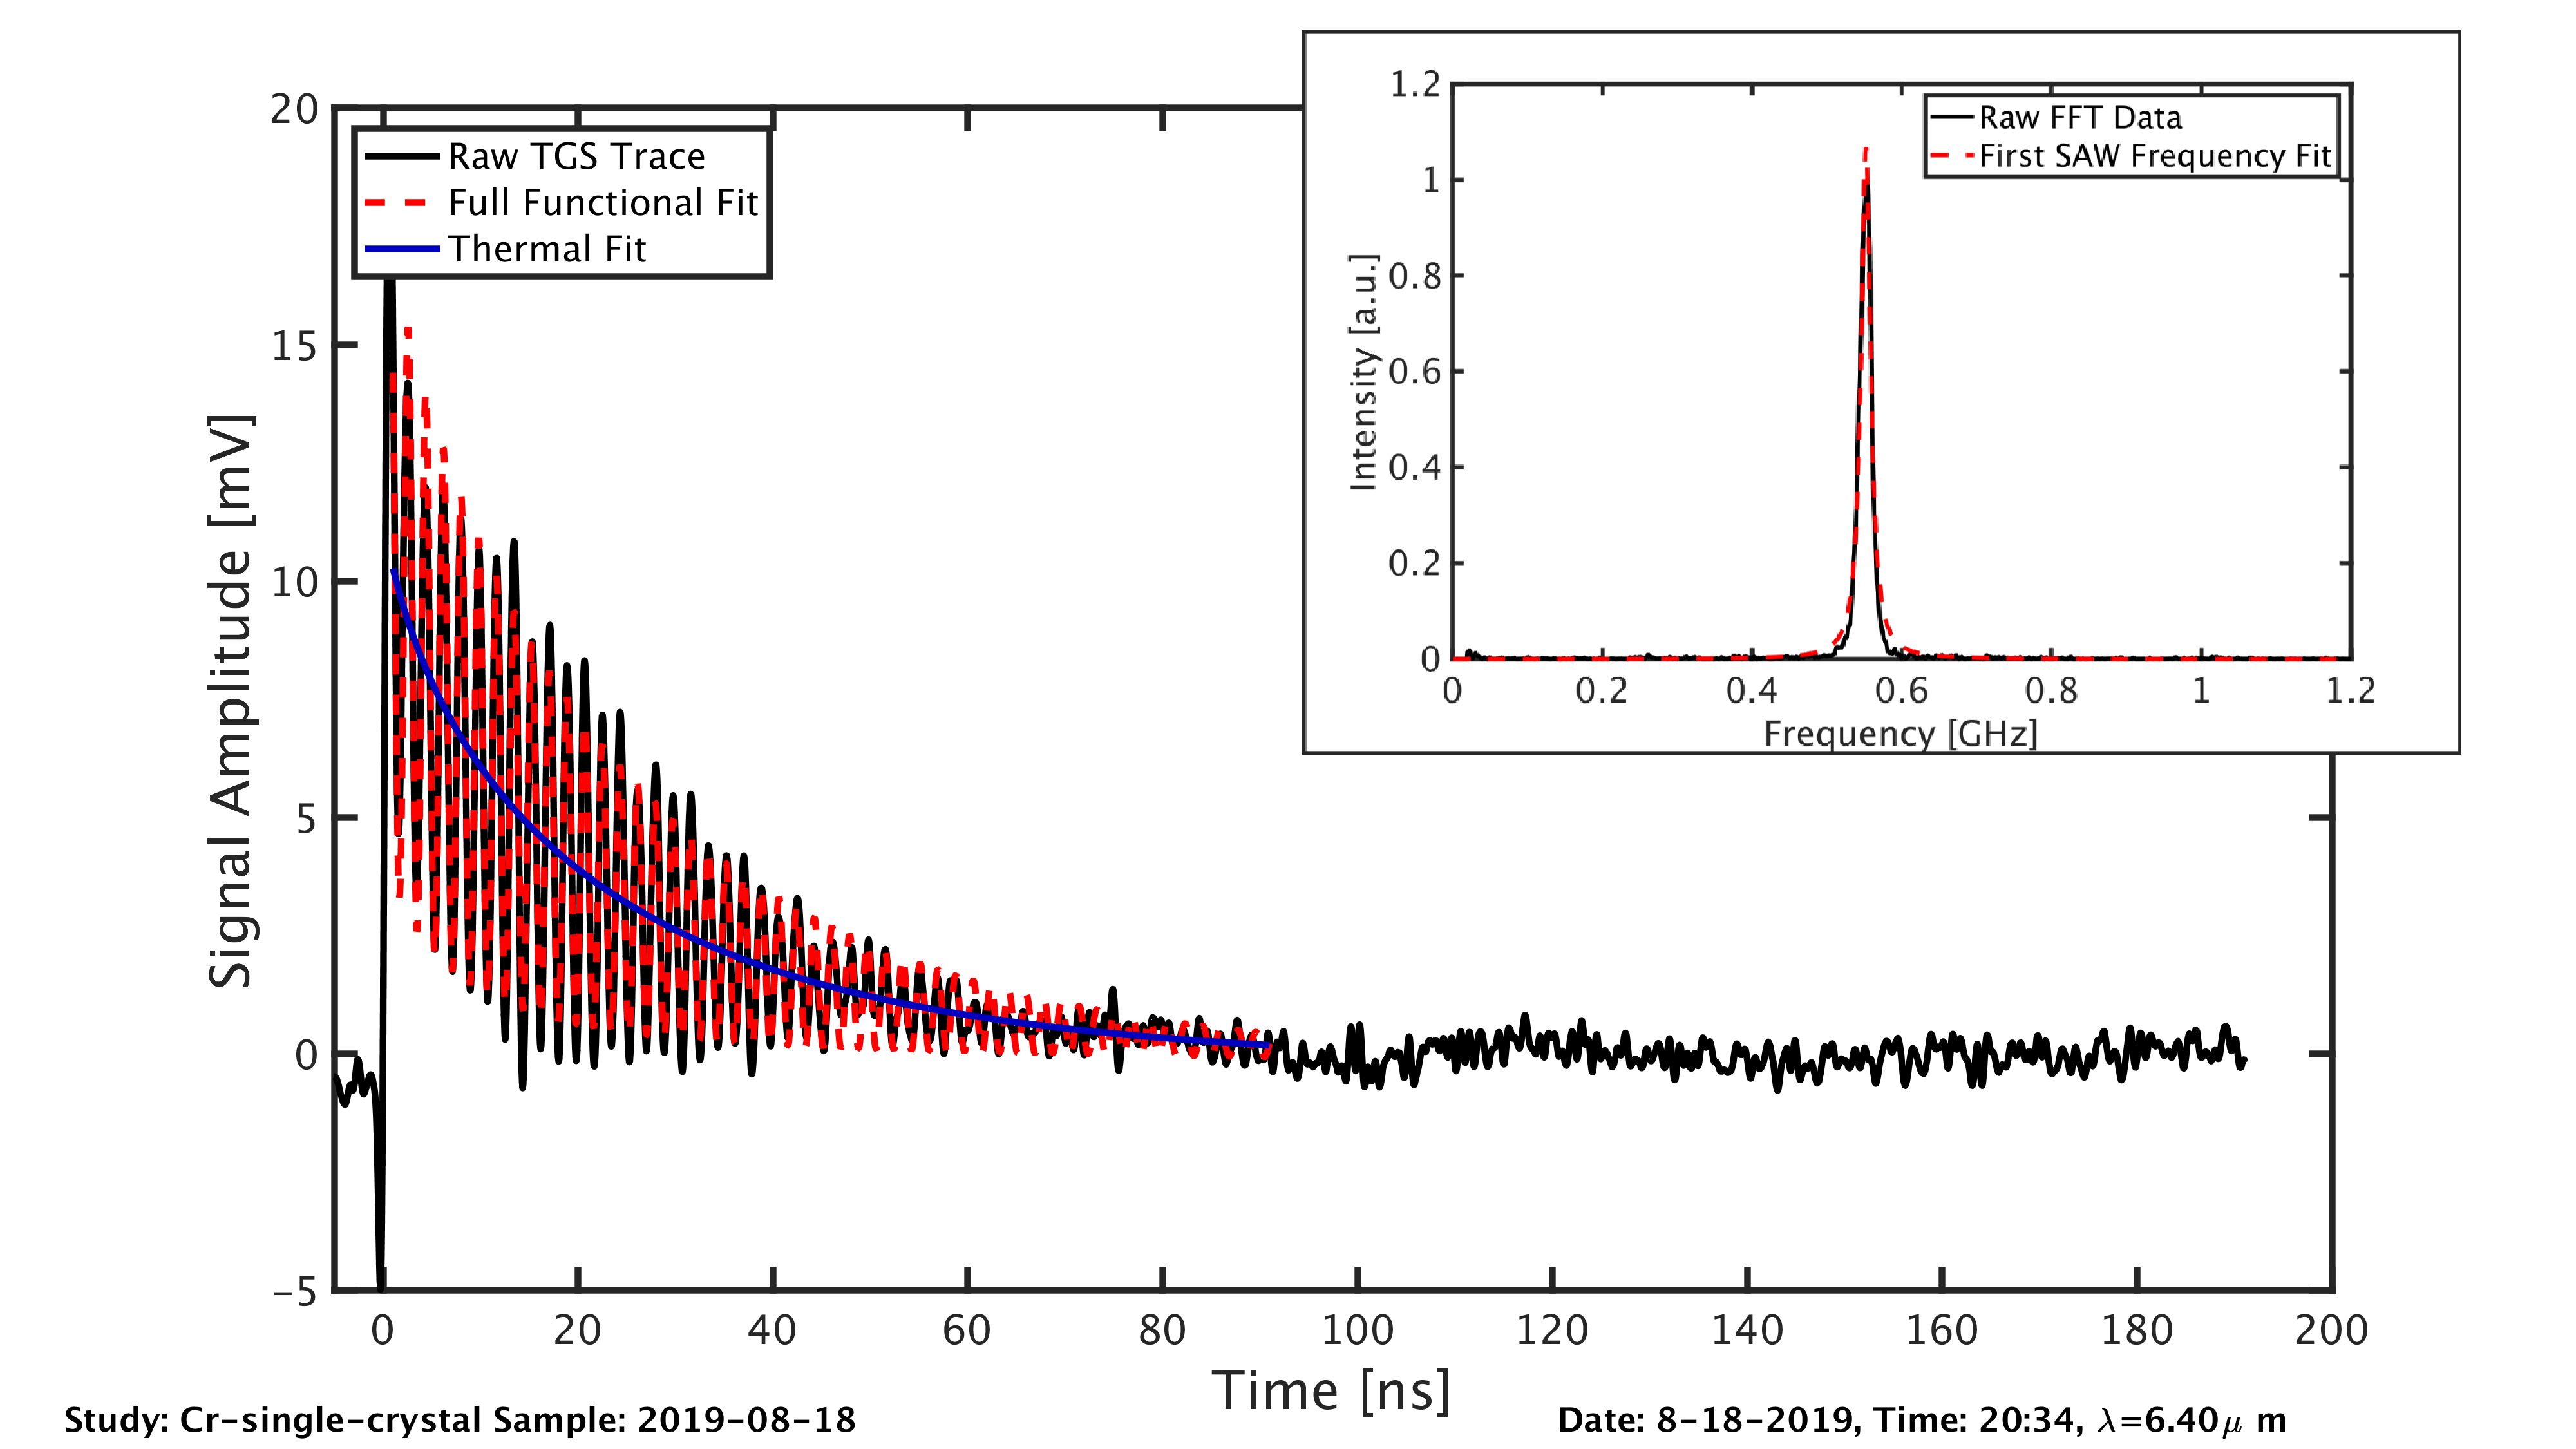 1.2
1
0.8
0.6
0.4
0.2
0
Intensity [a.u.]
Raw FFT Data
First SAW Frequency Fit
0 0.2 0.4 0.6 0.8 1 1.2
Frequency [GHz]
20
15
10
5
0
−5
Signal Amplitude [mV]
Raw TGS Trace
Full Functional Fit
Thermal Fit
0 20 40 60 80 100 120 140 160 180 200
Time [ns]
Study: Cr−single−crystal Sample: 2019−08−18
Date: 8−18−2019, Time: 20:34, λ=6.40μ m